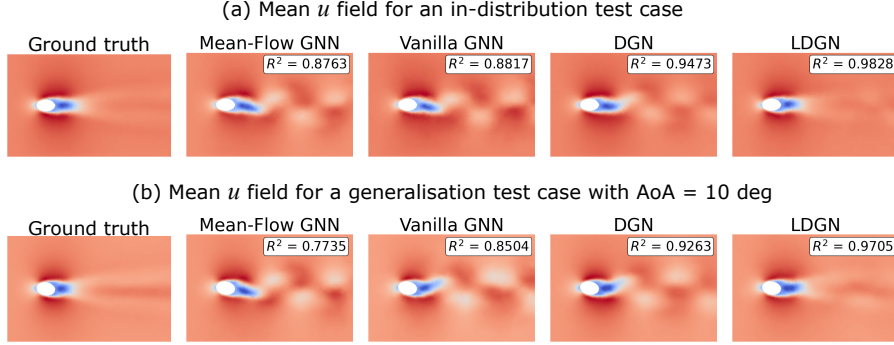 (a) Mean u field for an in-distribution test case
Ground truth Mean-Flow GNN Vanilla GNN DGN LDGN
R² = 0.8763 R² = 0.8817 R² = 0.9473 R² = 0.9828
(b) Mean u field for a generalisation test case with AoA = 10 deg
Ground truth Mean-Flow GNN Vanilla GNN DGN LDGN
R² = 0.7735 R² = 0.8504 R² = 0.9263 R² = 0.9705